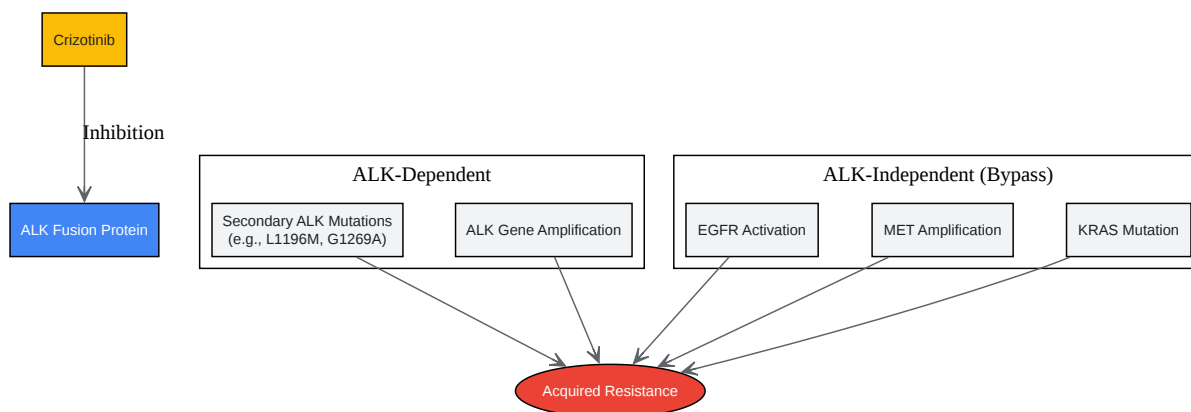 Crizotinib
Inhibition
ALK Fusion Protein
ALK-Dependent
Secondary ALK Mutations
(e.g., L1196M, G1269A)
ALK Gene Amplification
ALK-Independent (Bypass)
EGFR Activation
MET Amplification
KRAS Mutation
Acquired Resistance